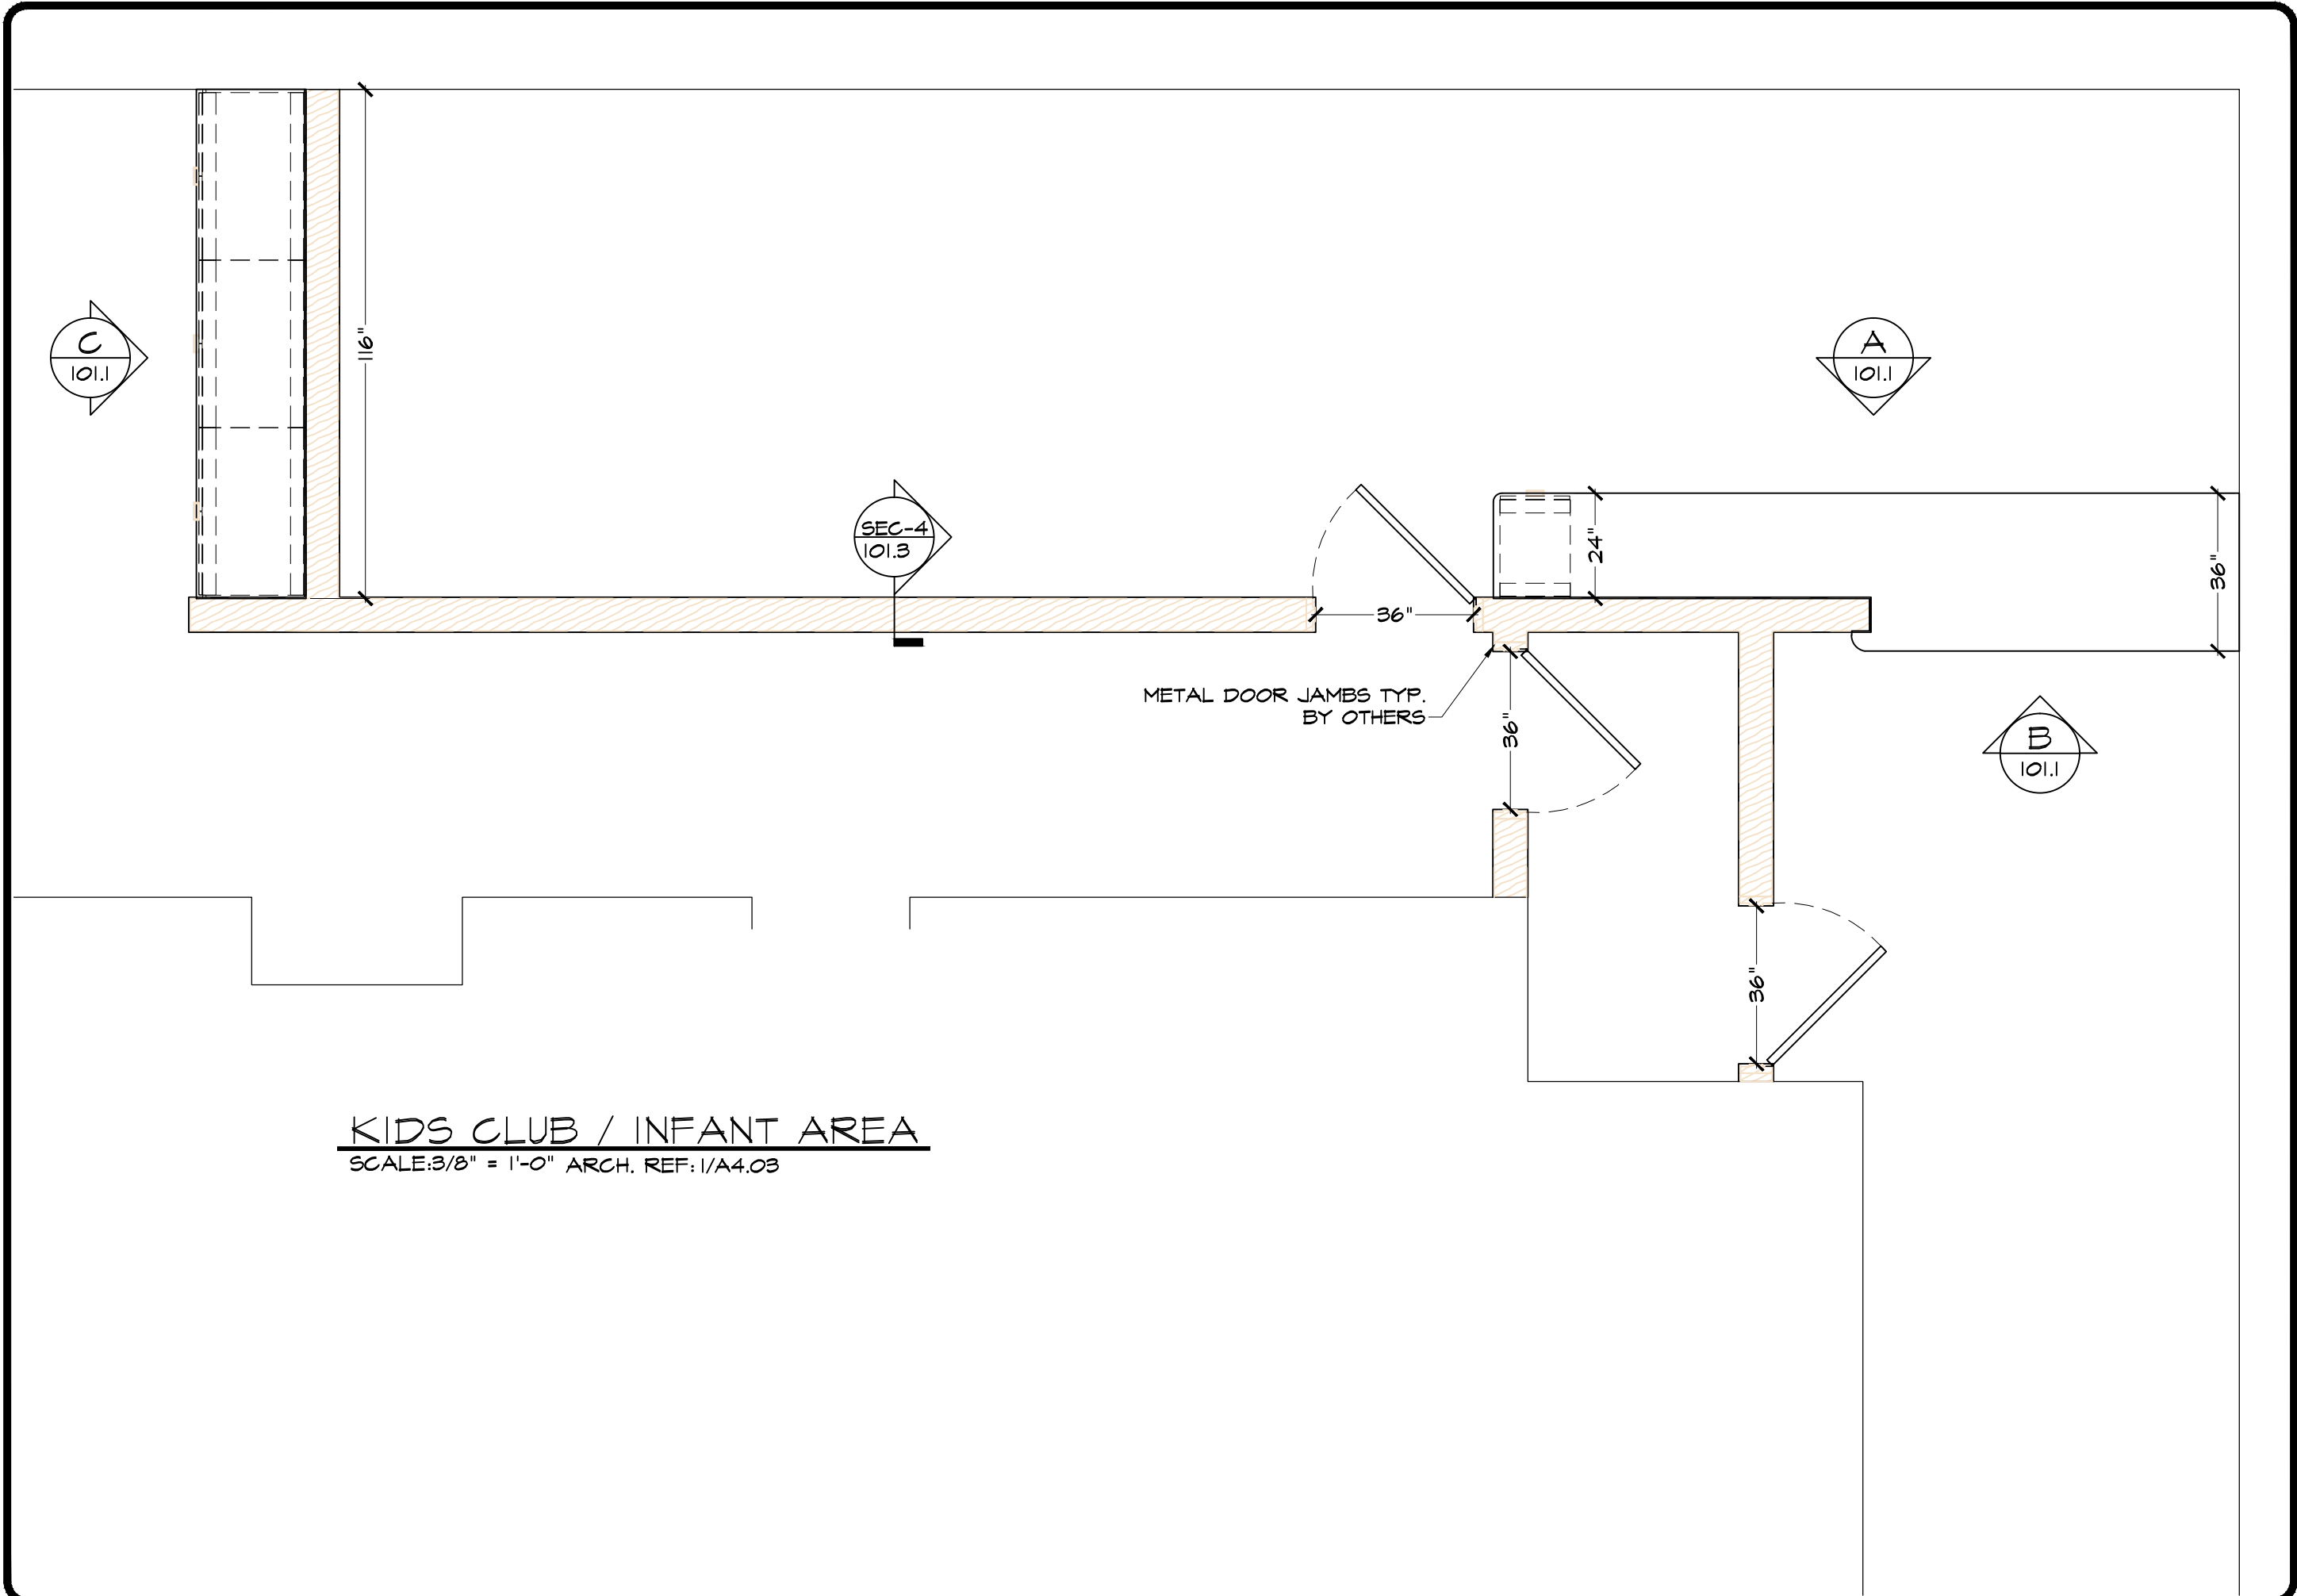 C
101.1
116"
A
101.1
SEC-4
101.3
24"
36"
36"
METAL DOOR JAMBS TYP.
BY OTHERS
36"
B
101.1
36"
KIDS CLUB / INFANT AREA
SCALE:3/8" = 1'-0" ARCH. REF: 1/A4.03